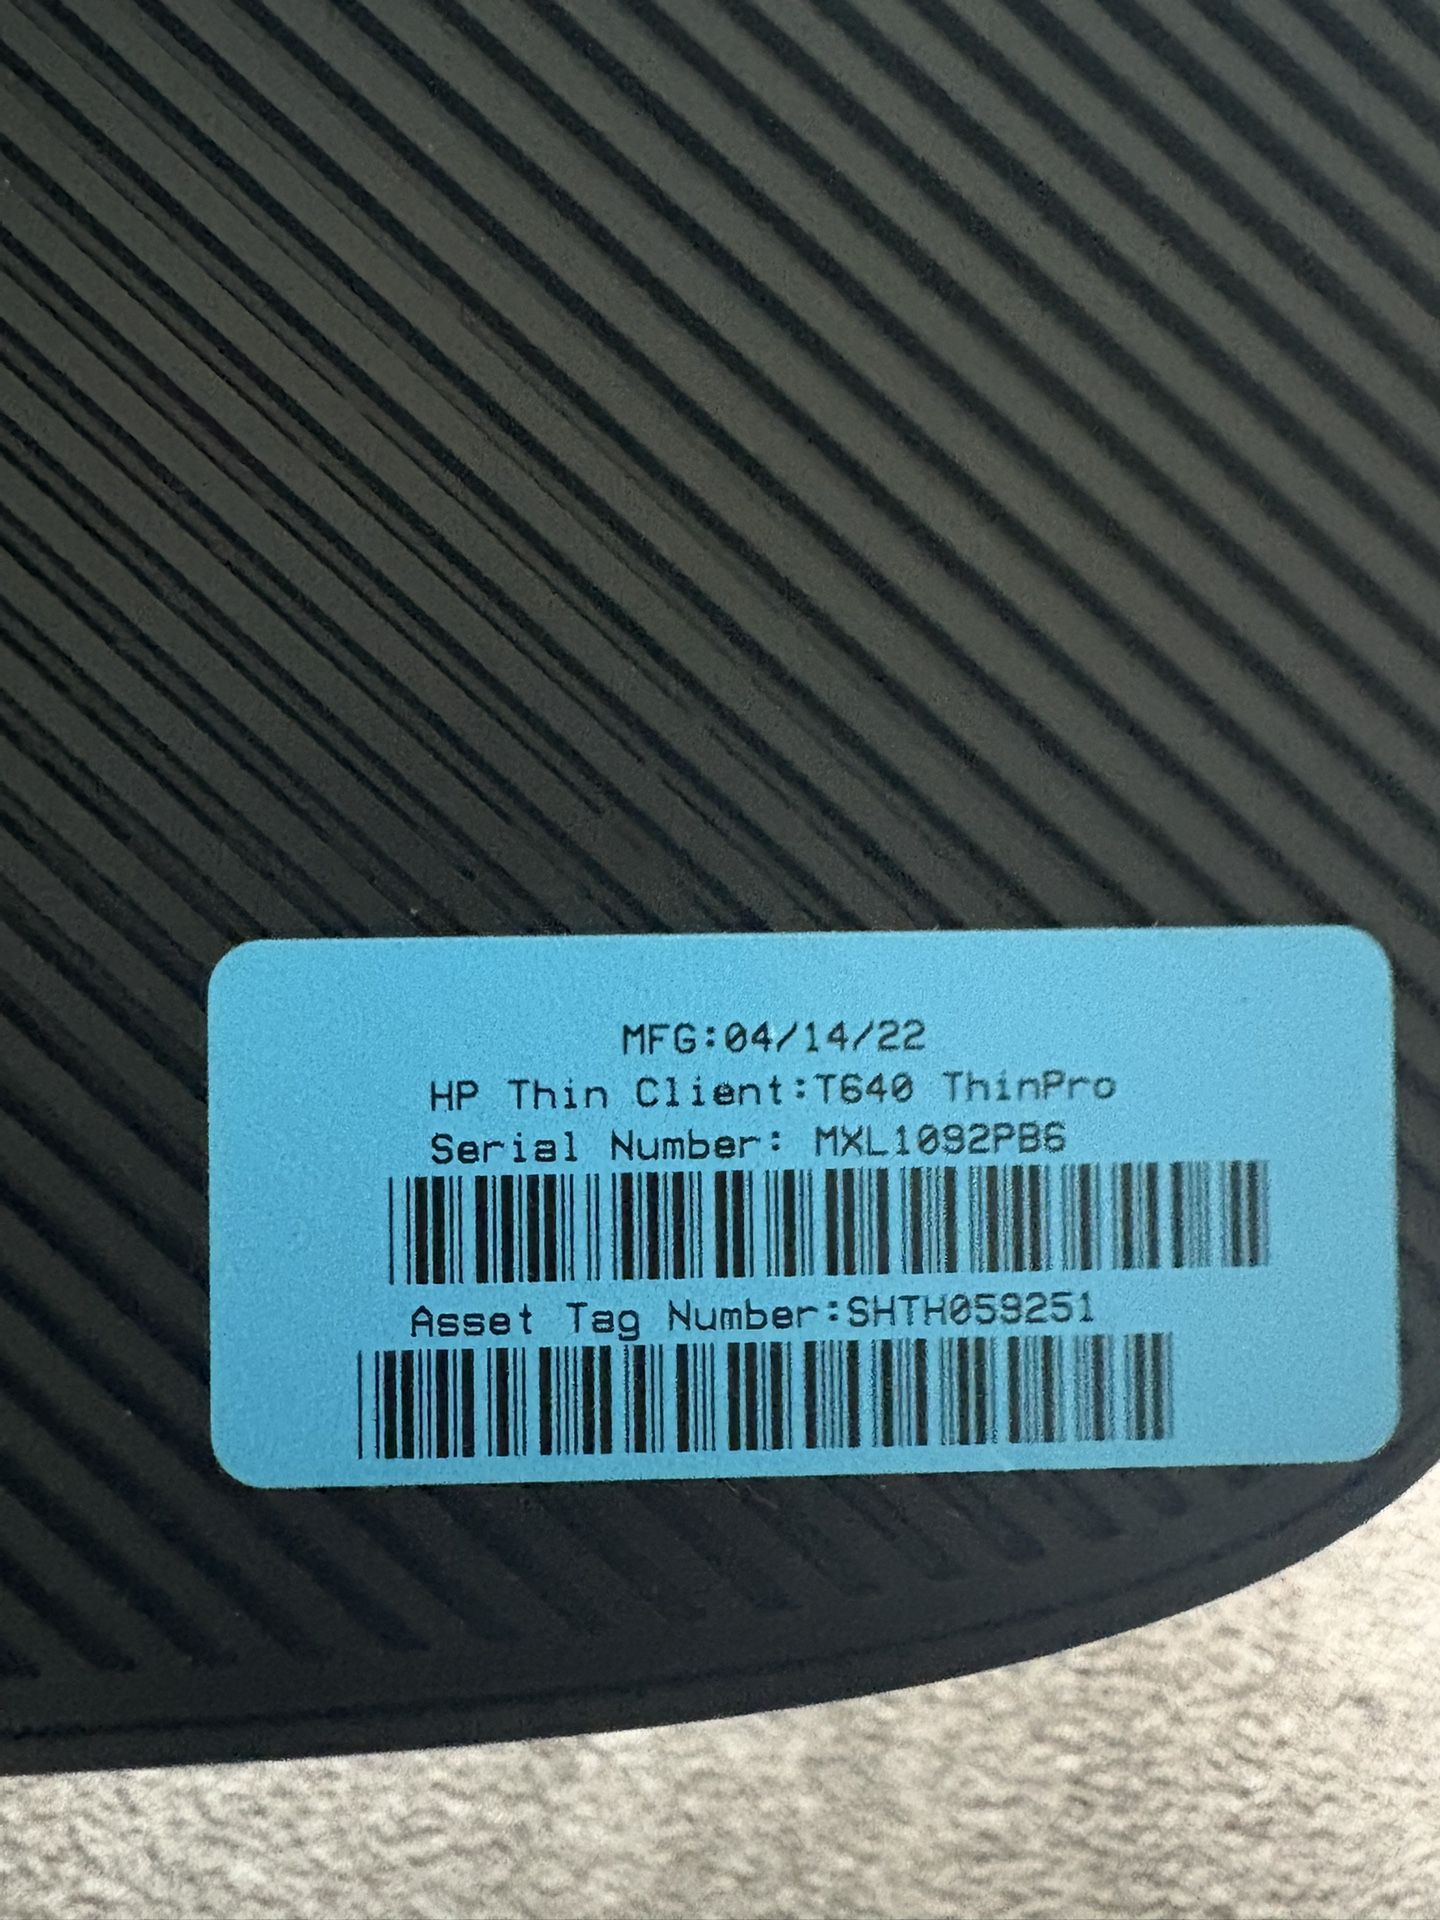 MFG:04/14/22
HP Thin Client:T640 ThinPro
Serial Number: MXL1092PB6
Asset Tag Number:SHTH059251